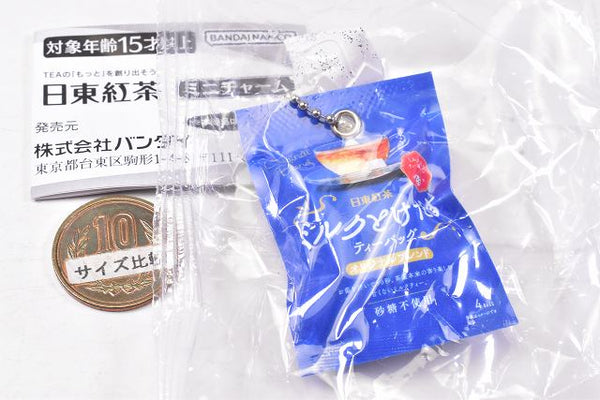 対象年齢15才以上
BANDAI NAMCO
TEAの「もっと」を創り出そう
日東紅茶
ミニチャーム
発売元
株式会社バンダイ
東京都台東区駒形1-
10
サイズ比較
日東紅茶
ミルクとけだす
ティーバッグ
砂糖不使用
4